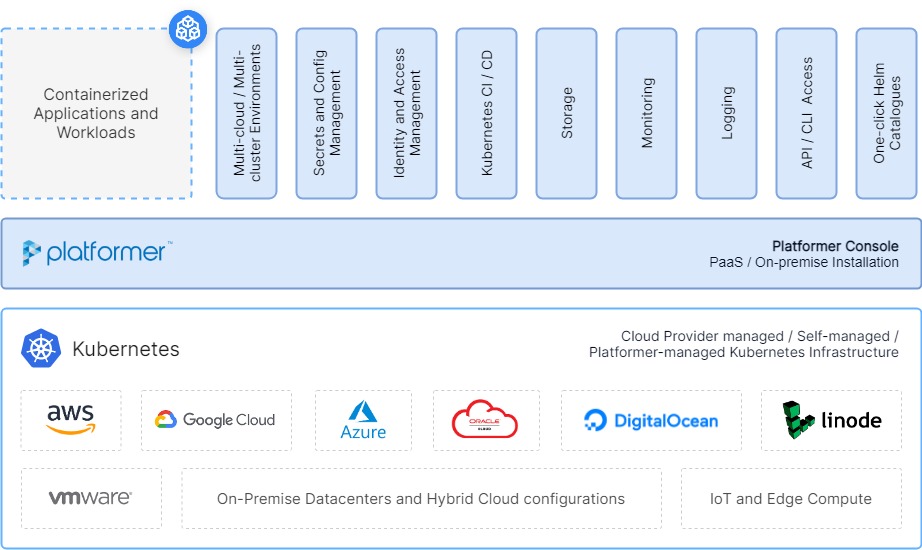 Containerized
Applications and
Workloads
Multi-cloud / Multi-
cluster Environments
Secrets and Config
Management
Identity and Access
Management
Kubernetes CI / CD
Storage
Monitoring
Logging
API / CLI Access
One-click Helm
Catalogues
platformer™
Platformer Console
PaaS / On-premise Installation
Kubernetes
Cloud Provider managed / Self-managed /
Platformer-managed Kubernetes Infrastructure
aws
Google Cloud
Azure
ORACLE
CLOUD
DigitalOcean
linode
vmware®
On-Premise Datacenters and Hybrid Cloud configurations
IoT and Edge Compute